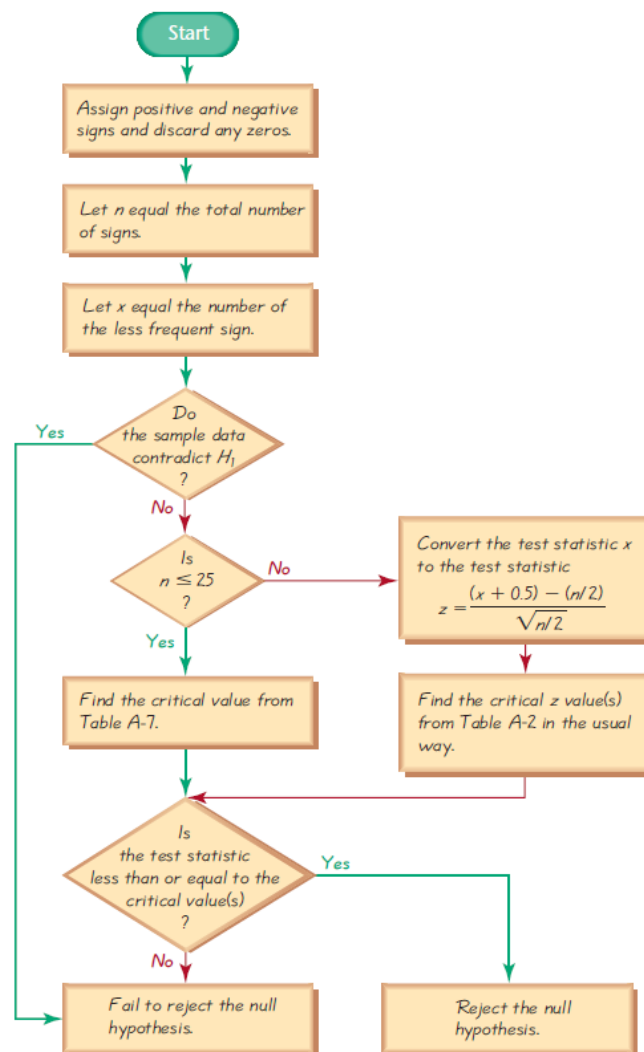 Start
Assign positive and negative
signs and discard any zeros.
Let n equal the total number
of signs.
Let x equal the number of
the less frequent sign.
Do
the sample data
contradict H₁
?
Yes
No
Is
n ≤ 25
?
No
Convert the test statistic x
to the test statistic
z = (x + 0.5) – (n/2) / √n/2
Yes
Find the critical value from
Table A-7.
Find the critical z value(s)
from Table A-2 in the usual
way.
Is
the test statistic
less than or equal to the
critical value(s)
?
Yes
No
Fail to reject the null
hypothesis.
Reject the null
hypothesis.